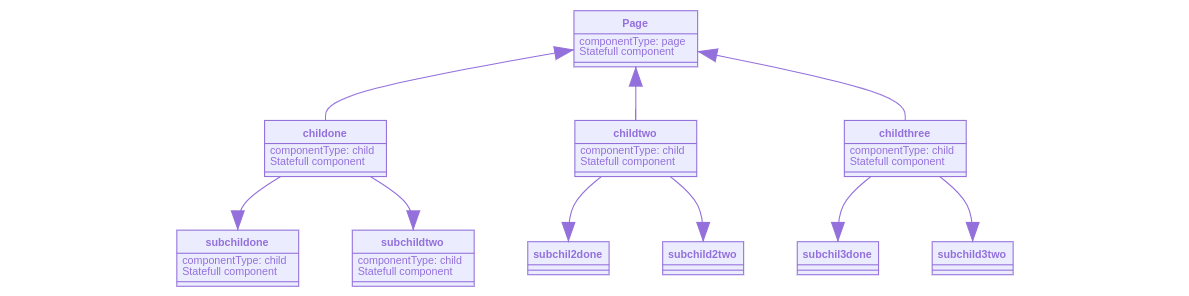 Page
componentType: page
Statefull component
childone
componentType: child
Statefull component
childtwo
componentType: child
Statefull component
childthree
componentType: child
Statefull component
subchildone
componentType: child
Statefull component
subchildtwo
componentType: child
Statefull component
subchil2done
subchild2two
subchil3done
subchild3two